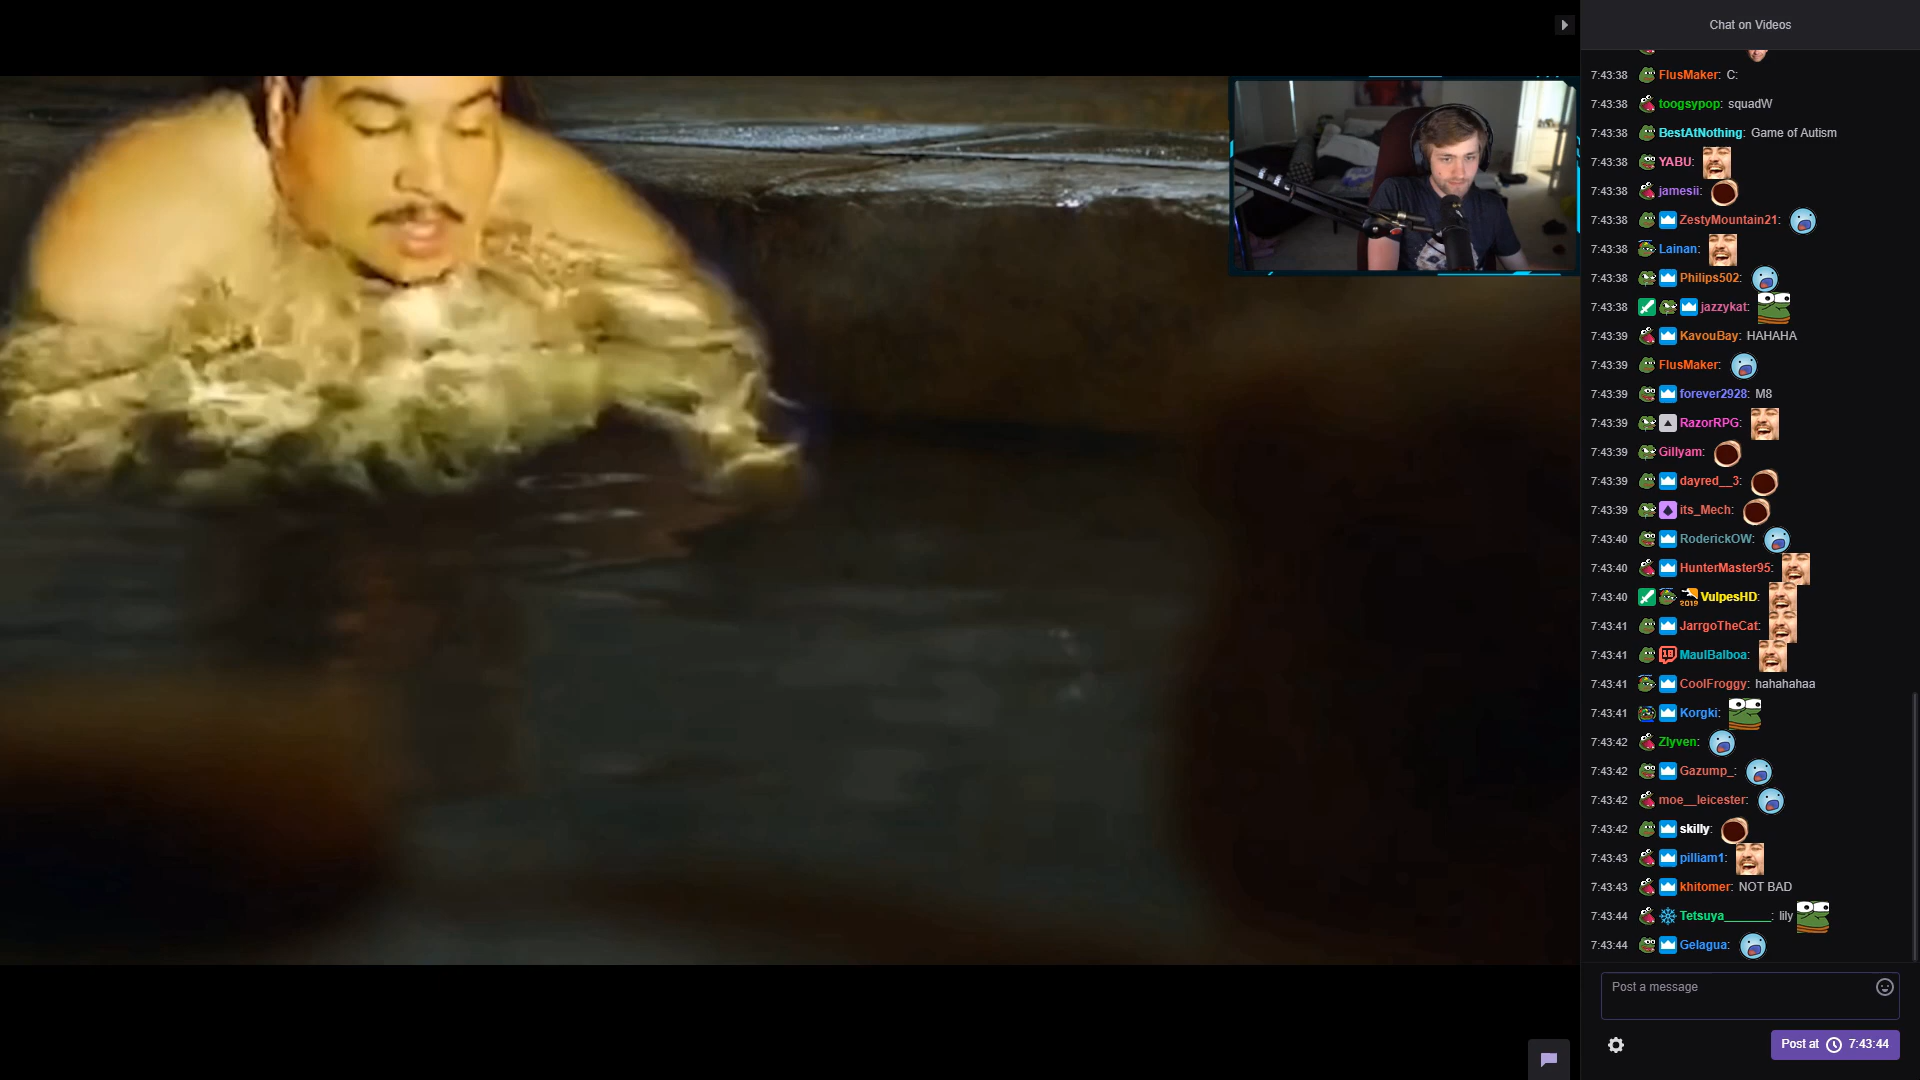 Chat on Videos
7:43:38 FlusMaker: C:
7:43:38 toogsypop: squadW
7:43:38 BestAtNothing: Game of Autism
7:43:38 YABU:
7:43:38 jamesii:
7:43:38 ZestyMountain21:
7:43:38 Lainan:
7:43:38 Philips502:
7:43:38 jazzykat:
7:43:39 KavouBay: HAHAHA
7:43:39 FlusMaker:
7:43:39 forever2928: M8
7:43:39 RazorRPG:
7:43:39 Gillyam:
7:43:39 dayred__3:
7:43:39 its_Mech:
7:43:40 RoderickOW:
7:43:40 HunterMaster95:
7:43:40 2019 VulpesHD:
7:43:41 JarrgoTheCat:
7:43:41 18 MaulBalboa:
7:43:41 CoolFroggy: hahahahaa
7:43:41 Korgki:
7:43:42 Zlyven:
7:43:42 Gazump_:
7:43:42 moe__leicester:
7:43:42 skilly:
7:43:43 pilliam1:
7:43:43 khitomer: NOT BAD
7:43:44 Tetsuya_______: lily
7:43:44 Gelagua:
Post a message
Post at 7:43:44